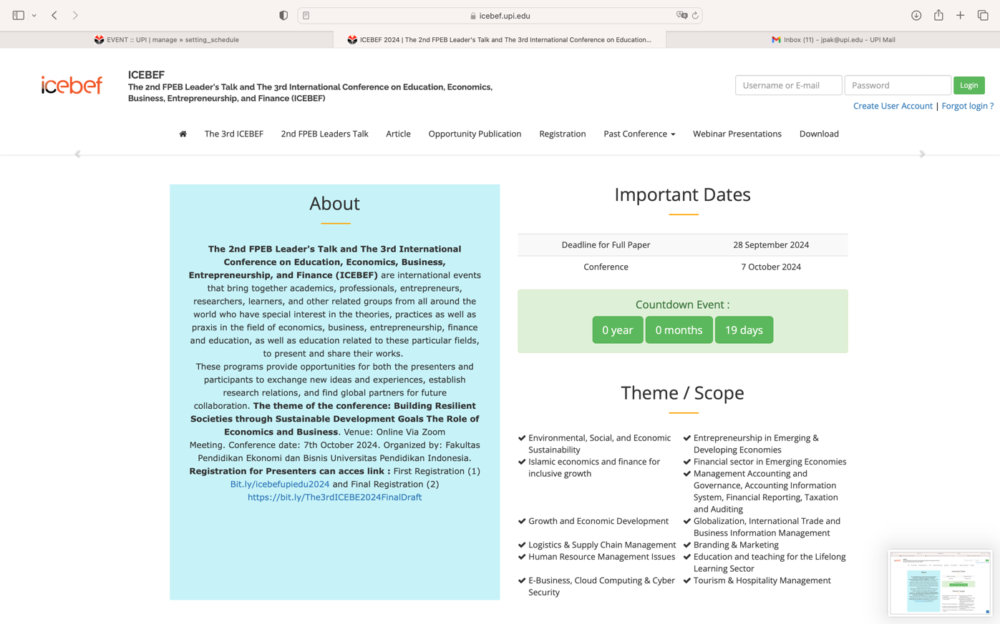 icebef.upi.edu
EVENT :: UPI | manage » setting_schedule
ICEBEF 2024 | The 2nd FPEB Leader's Talk and The 3rd International Conference on Education...
Inbox (11) - jpak@upi.edu - UPI Mail
icebef
ICEBEF
The 2nd FPEB Leader's Talk and The 3rd International Conference on Education, Economics,
Business, Entrepreneurship, and Finance (ICEBEF)
Username or E-mail
Password
Login
Create User Account | Forgot login ?
The 3rd ICEBEF
2nd FPEB Leaders Talk
Article
Opportunity Publication
Registration
Past Conference
Webinar Presentations
Download
About
The 2nd FPEB Leader's Talk and The 3rd International
Conference on Education, Economics, Business,
Entrepreneurship, and Finance (ICEBEF) are international events
that bring together academics, professionals, entrepreneurs,
researchers, learners, and other related groups from all around the
world who have special interest in the theories, practices as well as
praxis in the field of economics, business, entrepreneurship, finance
and education, as well as education related to these particular fields,
to present and share their works.
These programs provide opportunities for both the presenters and
participants to exchange new ideas and experiences, establish
research relations, and find global partners for future
collaboration. The theme of the conference: Building Resilient
Societies through Sustainable Development Goals The Role of
Economics and Business. Venue: Online Via Zoom
Meeting. Conference date: 7th October 2024. Organized by: Fakultas
Pendidikan Ekonomi dan Bisnis Universitas Pendidikan Indonesia.
Registration for Presenters can acces link : First Registration (1)
Bit.ly/icebefupiedu2024 and Final Registration (2)
https://bit.ly/The3rdICEBE2024FinalDraft
Important Dates
Deadline for Full Paper 28 September 2024
Conference 7 October 2024
Countdown Event :
0 year 0 months 19 days
Theme / Scope
Environmental, Social, and Economic
Sustainability
Entrepreneurship in Emerging &
Developing Economies
Islamic economics and finance for
inclusive growth
Financial sector in Emerging Economies
Management Accounting and
Governance, Accounting Information
System, Financial Reporting, Taxation
and Auditing
Growth and Economic Development
Globalization, International Trade and
Business Information Management
Logistics & Supply Chain Management
Branding & Marketing
Human Resource Management Issues
Education and teaching for the Lifelong
Learning Sector
E-Business, Cloud Computing & Cyber
Security
Tourism & Hospitality Management